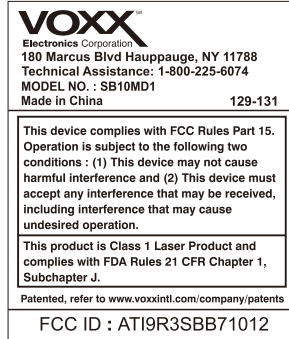 VOXX™
Electronics Corporation
180 Marcus Blvd Hauppauge, NY 11788
Technical Assistance: 1-800-225-6074
MODEL NO. : SB10MD1
Made in China 129-131
This device complies with FCC Rules Part 15.
Operation is subject to the following two
conditions : (1) This device may not cause
harmful interference and (2) This device must
accept any interference that may be received,
including interference that may cause
undesired operation.
This product is Class 1 Laser Product and
complies with FDA Rules 21 CFR Chapter 1,
Subchapter J.
Patented, refer to www.voxxintl.com/company/patents
FCC ID : ATI9R3SBB71012